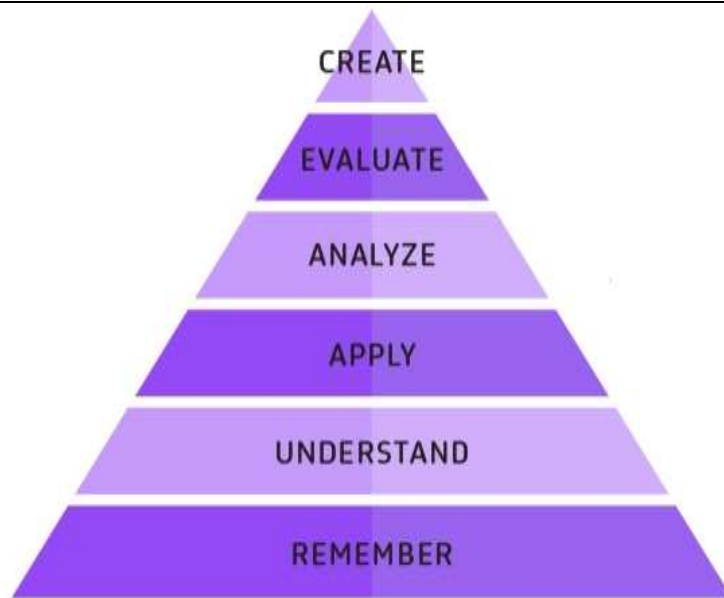 CREATE
EVALUATE
ANALYZE
APPLY
UNDERSTAND
REMEMBER